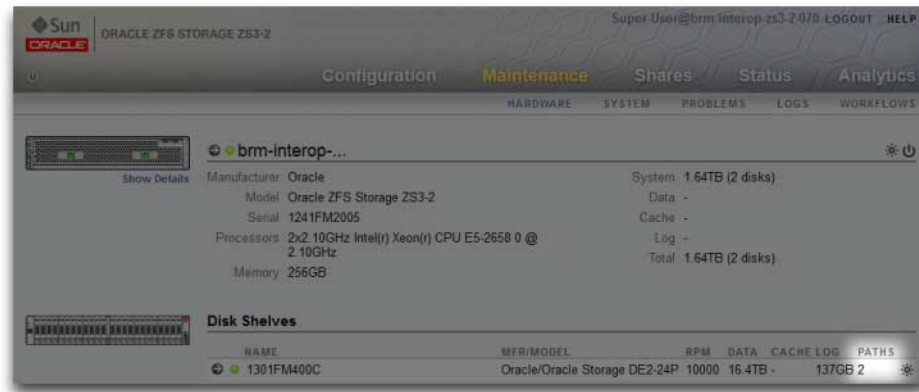 Sun
ORACLE
ORACLE ZFS STORAGE ZS3-2
Super-User@brm-interop-zs3-2-070 LOGOUT HELP
Configuration Maintenance Shares Status Analytics
HARDWARE SYSTEM PROBLEMS LOGS WORKFLOWS
brm-interop-...
Show Details
Manufacturer Oracle
Model Oracle ZFS Storage ZS3-2
Serial 1241FM2005
Processors 2x2.10GHz Intel(r) Xeon(r) CPU E5-2658 0 @
2.10GHz
Memory 256GB
System 1.64TB (2 disks)
Data -
Cache -
Log -
Total 1.64TB (2 disks)
Disk Shelves
NAME MFR/MODEL RPM DATA CACHE LOG PATHS
1301FM400C Oracle/Oracle Storage DE2-24P 10000 16.4TB - 137GB 2